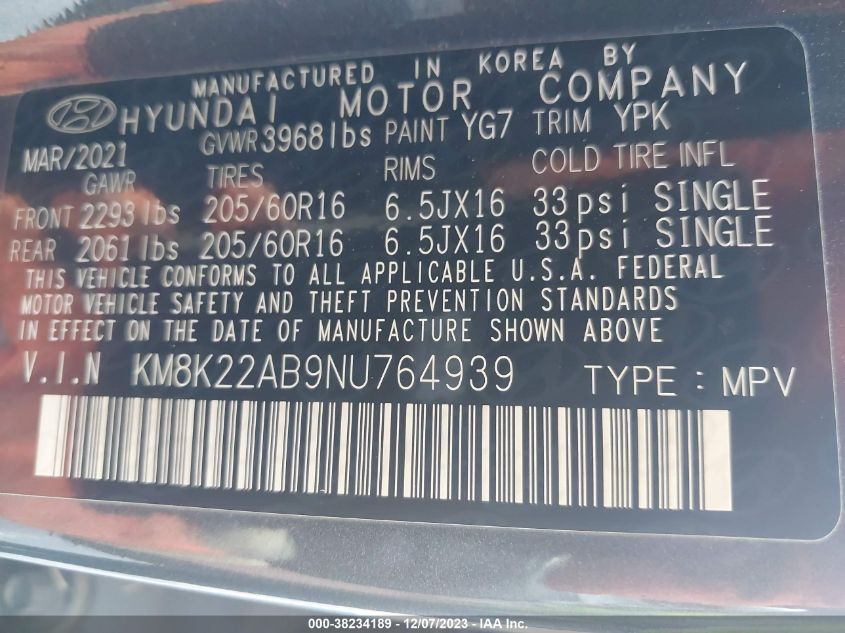 MANUFACTURED IN KOREA BY
HYUNDAI MOTOR COMPANY
MAR/2021 GVWR 3968lbs PAINT YG7 TRIM YPK
GAWR TIRES RIMS COLD TIRE INFL
FRONT 2293 lbs 205/60R16 6.5JX16 33psi SINGLE
REAR 2061 lbs 205/60R16 6.5JX16 33psi SINGLE
THIS VEHICLE CONFORMS TO ALL APPLICABLE U.S.A. FEDERAL
MOTOR VEHICLE SAFETY AND THEFT PREVENTION STANDARDS
IN EFFECT ON THE DATE OF MANUFACTURE SHOWN ABOVE
V.I.N KM8K22AB9NU764939 TYPE : MPV
000-38234189 - 12/07/2023 - IAA Inc.